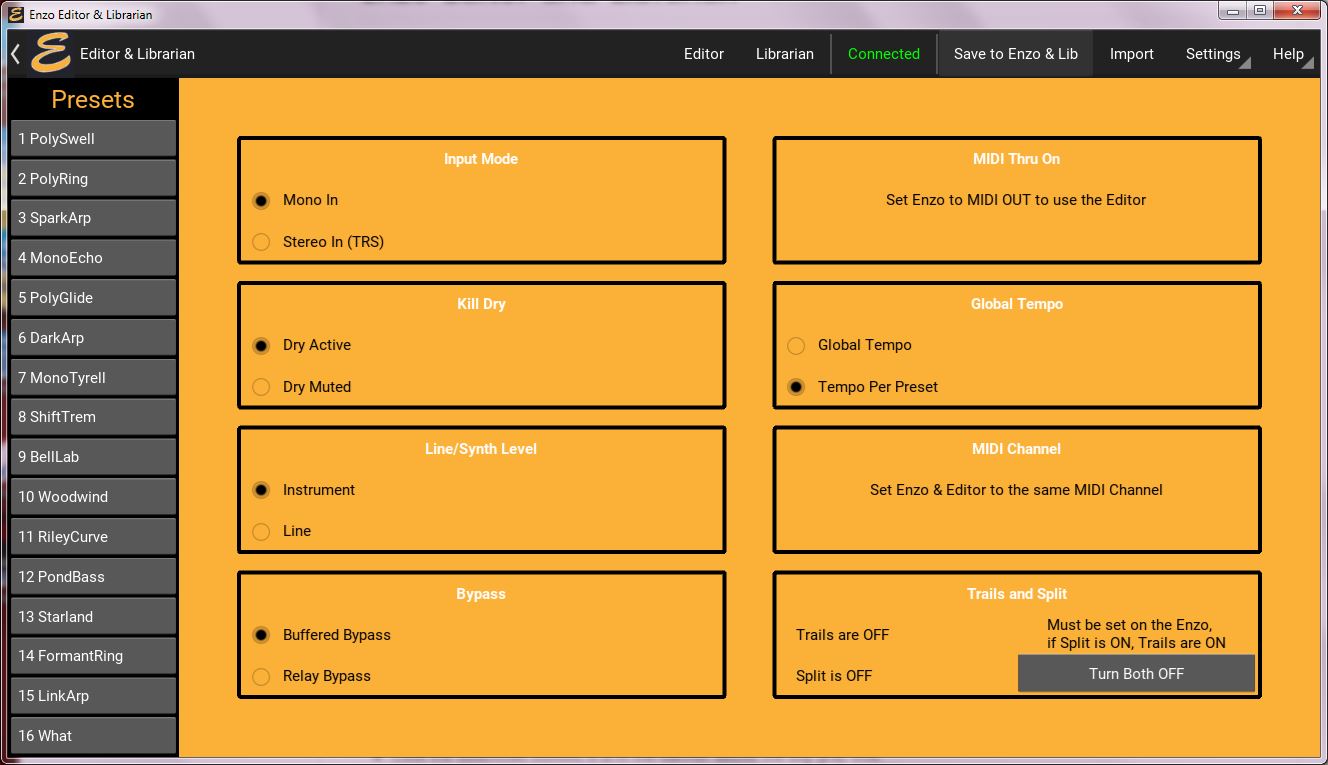 Enzo Editor & Librarian
Editor & Librarian
Editor
Librarian
Connected
Save to Enzo & Lib
Import
Settings
Help
Presets
1 PolySwell
2 PolyRing
3 SparkArp
4 MonoEcho
5 PolyGlide
6 DarkArp
7 MonoTyrell
8 ShiftTrem
9 BellLab
10 Woodwind
11 RileyCurve
12 PondBass
13 Starland
14 FormantRing
15 LinkArp
16 What
Input Mode
Mono In
Stereo In (TRS)
MIDI Thru On
Set Enzo to MIDI OUT to use the Editor
Kill Dry
Dry Active
Dry Muted
Global Tempo
Global Tempo
Tempo Per Preset
Line/Synth Level
Instrument
Line
MIDI Channel
Set Enzo & Editor to the same MIDI Channel
Bypass
Buffered Bypass
Relay Bypass
Trails and Split
Trails are OFF
Must be set on the Enzo,
if Split is ON, Trails are ON
Split is OFF
Turn Both OFF